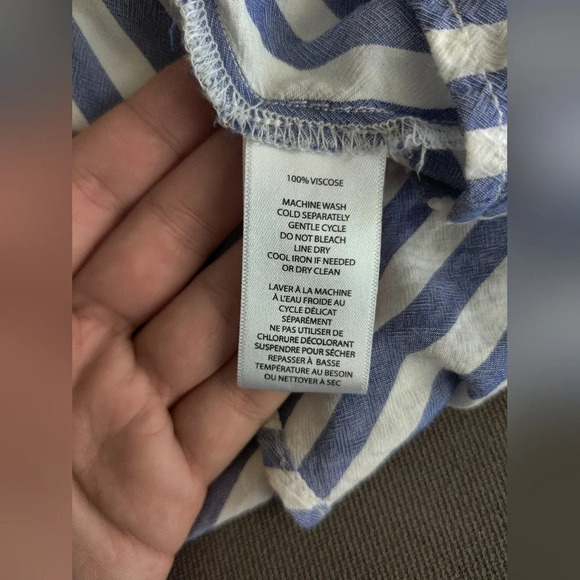 100% VISCOSE
MACHINE WASH
COLD SEPARATELY
GENTLE CYCLE
DO NOT BLEACH
LINE DRY
COOL IRON IF NEEDED
OR DRY CLEAN
LAVER À LA MACHINE
À L'EAU FROIDE AU
CYCLE DÉLICAT
SÉPARÉMENT
NE PAS UTILISER DE
CHLORURE DÉCOLORANT
SUSPENDRE POUR SÉCHER
REPASSER À BASSE
TEMPÉRATURE AU BESOIN
OU NETTOYER À SEC